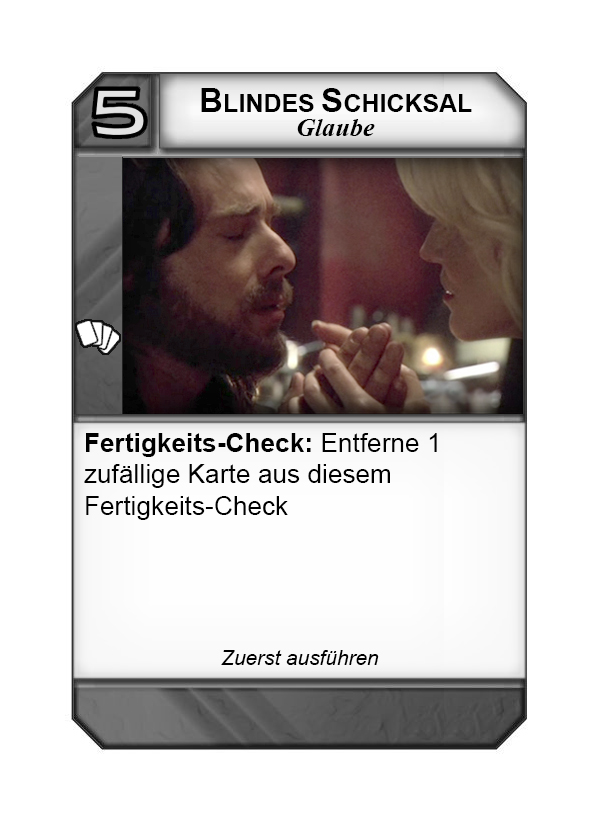 5
BLINDES SCHICKSAL
Glaube
Fertigkeits-Check: Entferne 1
zufällige Karte aus diesem
Fertigkeits-Check
Zuerst ausführen